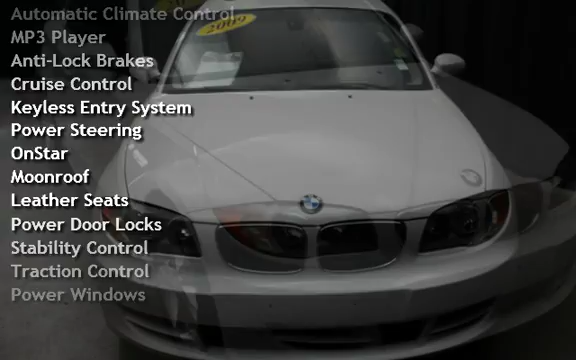 Automatic Climate Control
2009
MP3 Player
Anti-Lock Brakes
Cruise Control
Keyless Entry System
Power Steering
OnStar
Moonroof
Leather Seats
Power Door Locks
Stability Control
Traction Control
Power Windows